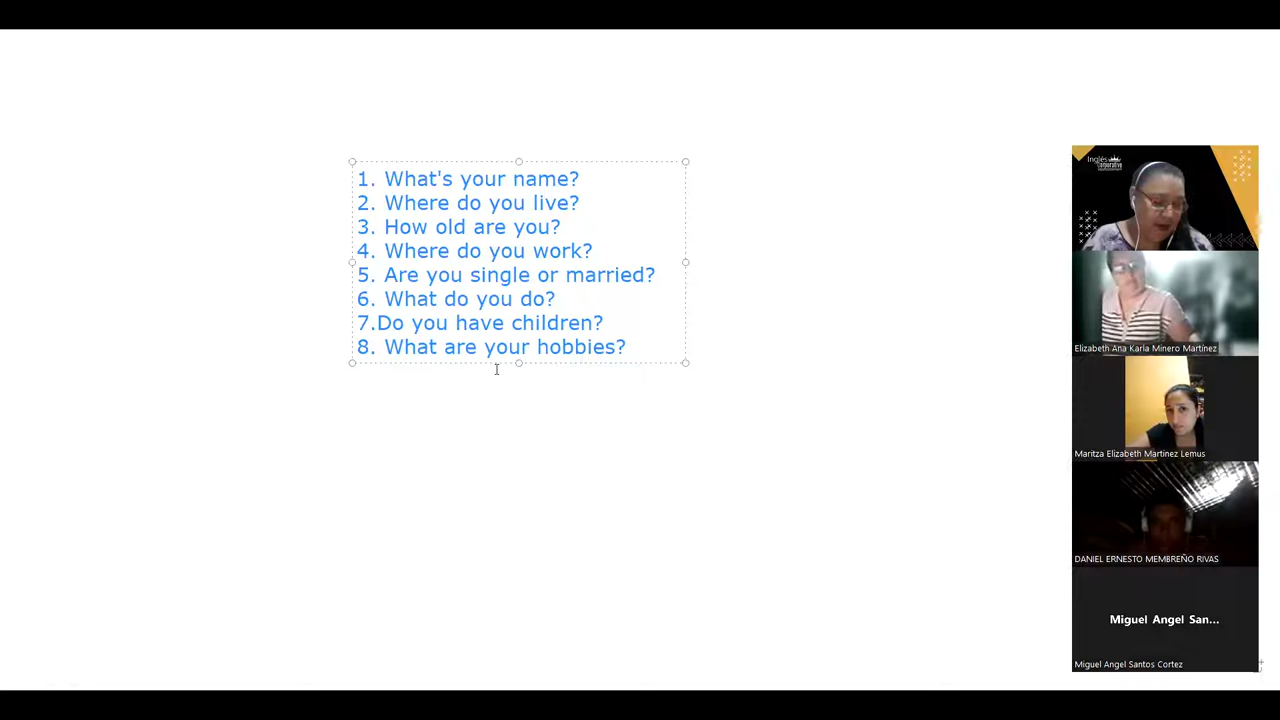 1. What's your name?
2. Where do you live?
3. How old are you?
4. Where do you work?
5. Are you single or married?
6. What do you do?
7.Do you have children?
8. What are your hobbies?
Inglés
Corporativo
Elizabeth Ana Karla Minero Martínez
Maritza Elizabeth Martinez Lemus
DANIEL ERNESTO MEMBREÑO RIVAS
Miguel Angel San...
Miguel Angel Santos Cortez